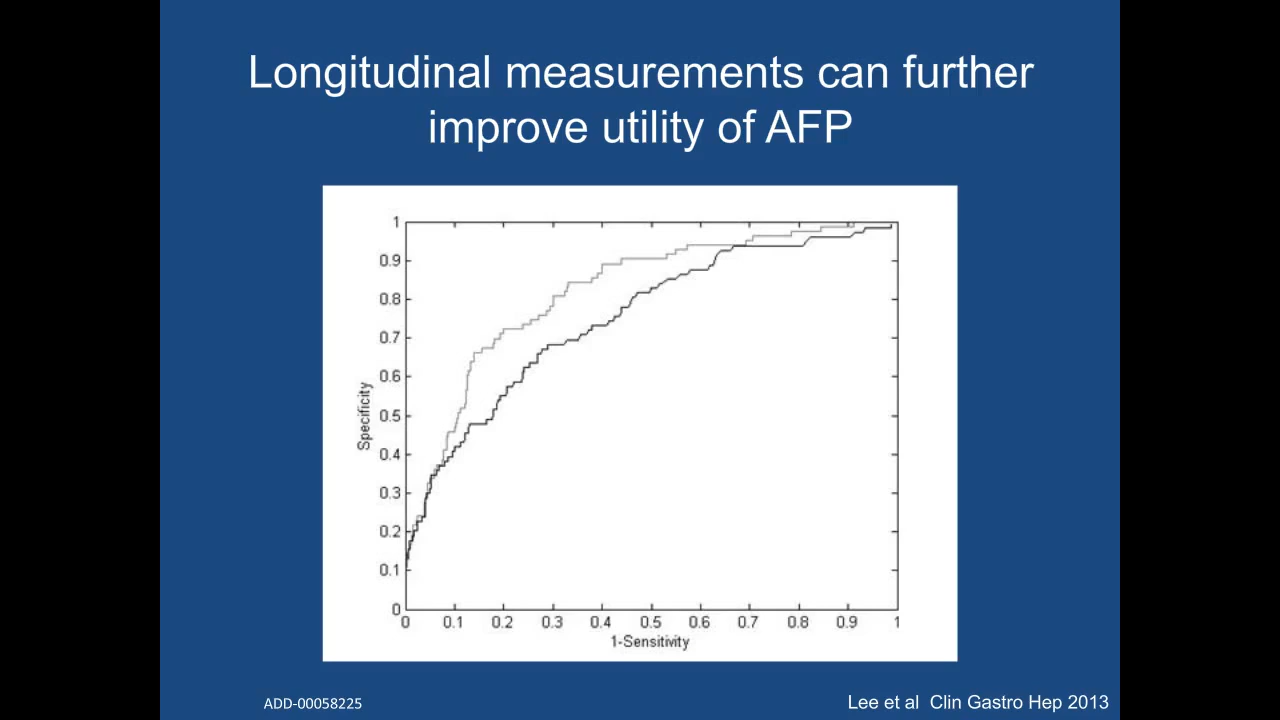 Longitudinal measurements can further
improve utility of AFP
1
0.9
0.8
0.7
0.6
0.5
0.4
0.3
0.2
0.1
0
Specificity
0 0.1 0.2 0.3 0.4 0.5 0.6 0.7 0.8 0.9 1
1-Sensitivity
ADD-00058225
Lee et al Clin Gastro Hep 2013